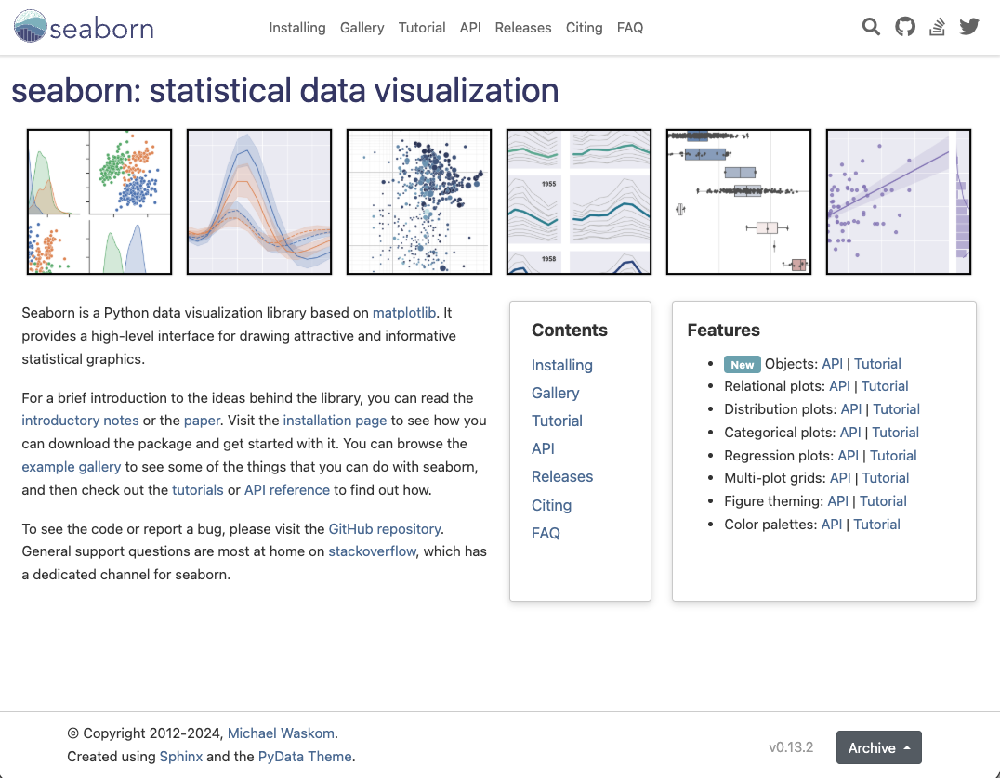 seaborn
Installing Gallery Tutorial API Releases Citing FAQ
seaborn: statistical data visualization
1955
1958
Seaborn is a Python data visualization library based on matplotlib. It
provides a high-level interface for drawing attractive and informative
statistical graphics.
For a brief introduction to the ideas behind the library, you can read the
introductory notes or the paper. Visit the installation page to see how you
can download the package and get started with it. You can browse the
example gallery to see some of the things that you can do with seaborn,
and then check out the tutorials or API reference to find out how.
To see the code or report a bug, please visit the GitHub repository.
General support questions are most at home on stackoverflow, which has
a dedicated channel for seaborn.
Contents
Installing
Gallery
Tutorial
API
Releases
Citing
FAQ
Features
• New Objects: API | Tutorial
• Relational plots: API | Tutorial
• Distribution plots: API | Tutorial
• Categorical plots: API | Tutorial
• Regression plots: API | Tutorial
• Multi-plot grids: API | Tutorial
• Figure theming: API | Tutorial
• Color palettes: API | Tutorial
© Copyright 2012-2024, Michael Waskom.
Created using Sphinx and the PyData Theme.
v0.13.2
Archive